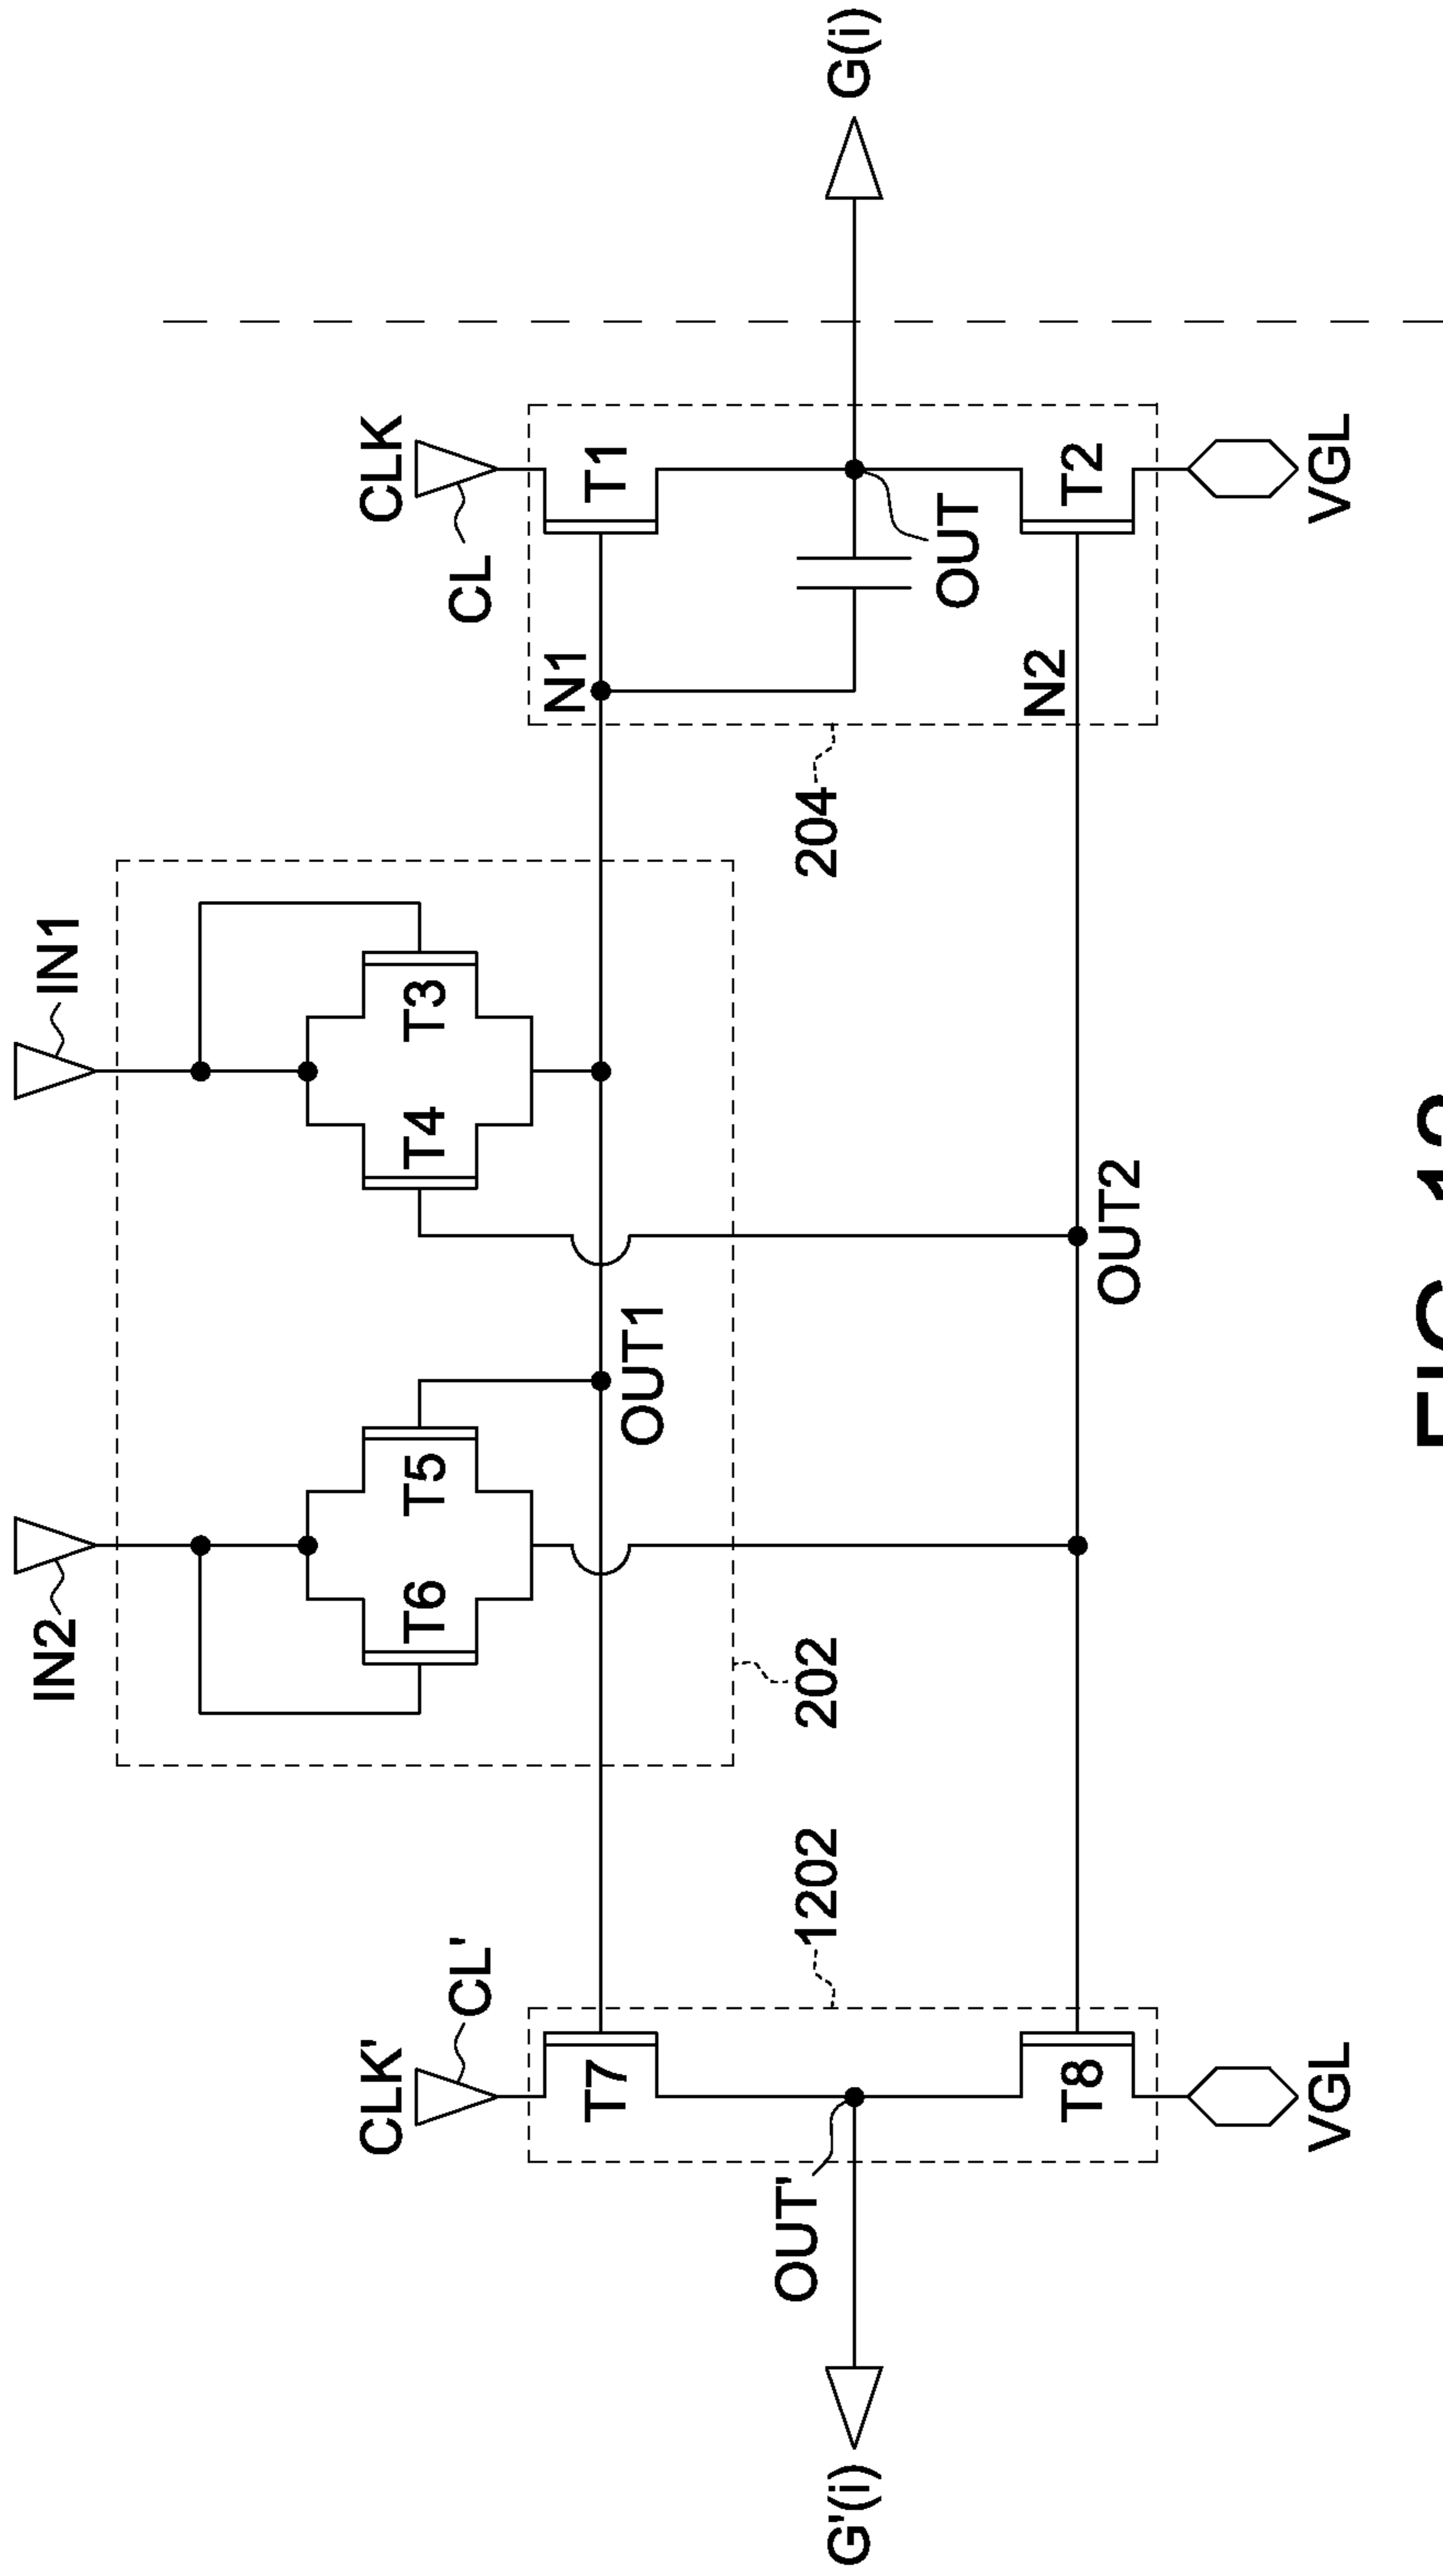 IN2
IN1
CLK'
CL'
CLK
CL
T6
T5
T4
T3
T7
T1
N1
OUT1
OUT'
1202
202
204
OUT
G'(i)
G(i)
T8
N2
T2
OUT2
VGL
VGL